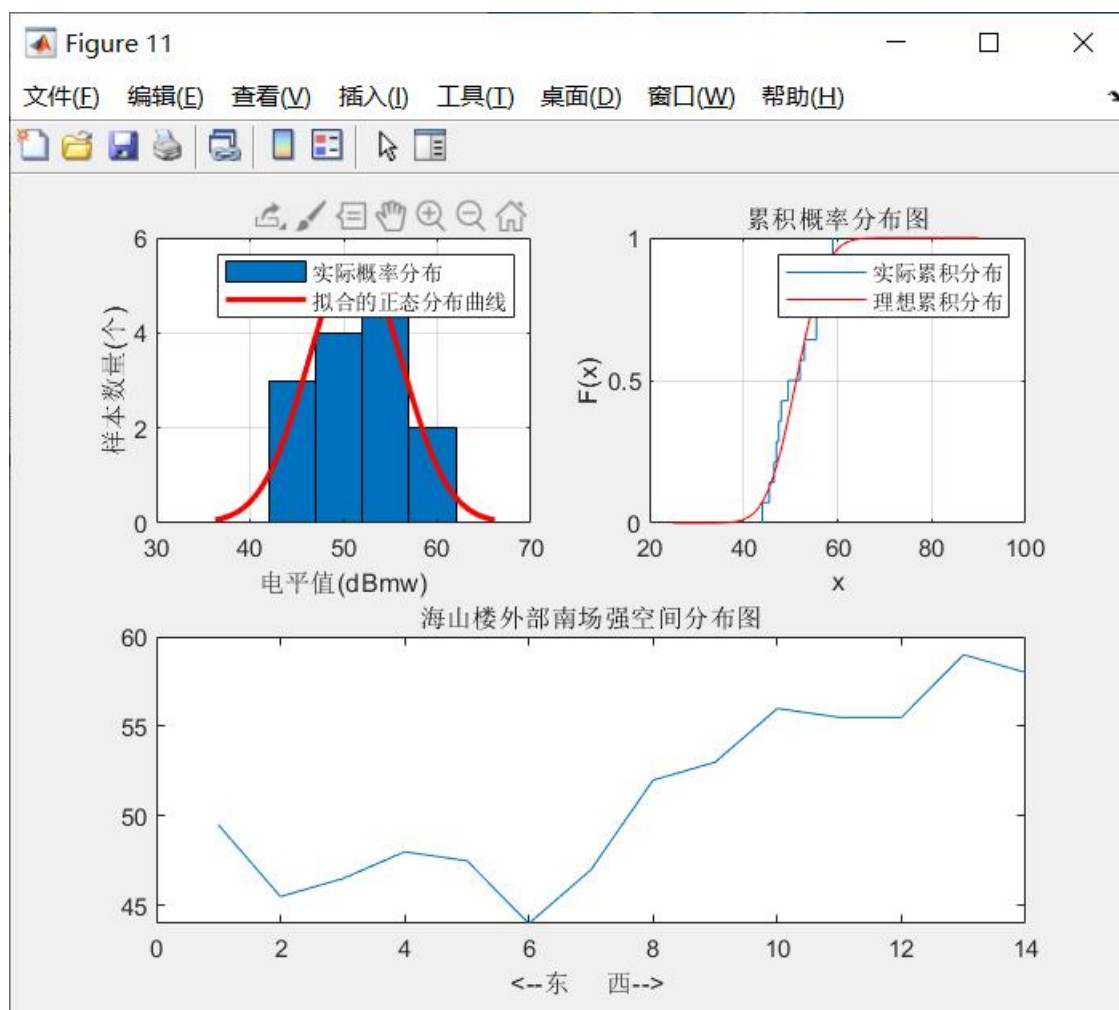 Figure 11
文件(F) 编辑(E) 查看(V) 插入(I) 工具(T) 桌面(D) 窗口(W) 帮助(H)
6
4
2
0
30 40 50 60 70
样本数量(个)
电平值(dBmw)
实际概率分布
拟合的正态分布曲线
累积概率分布图
1
0.5
0
20 40 60 80 100
F(x)
x
实际累积分布
理想累积分布
海山楼外部南场强空间分布图
60
55
50
45
0 2 4 6 8 10 12 14
<--东 西-->